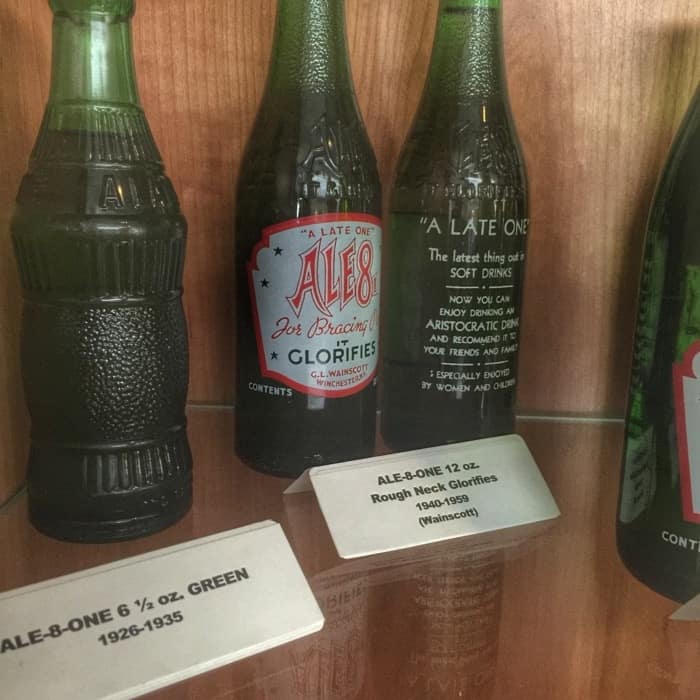 "A LATE ONE"
ALE8
For Bracing
IT
GLORIFIES
G.L.WAINSCOTT
WINCHESTER,KY.
CONTENTS
"A LATE ONE"
The latest thing out in
SOFT DRINKS
NOW YOU CAN
ENJOY DRINKING AN
ARISTOCRATIC DRINK
AND RECOMMEND IT TO
YOUR FRIENDS AND FAMILY
ESPECIALLY ENJOYED
BY WOMEN AND CHILDREN
CONT
ALE-8-ONE 12 oz.
Rough Neck Glorifies
1940-1959
(Wainscott)
ALE-8-ONE 6 ½ oz. GREEN
1926-1935